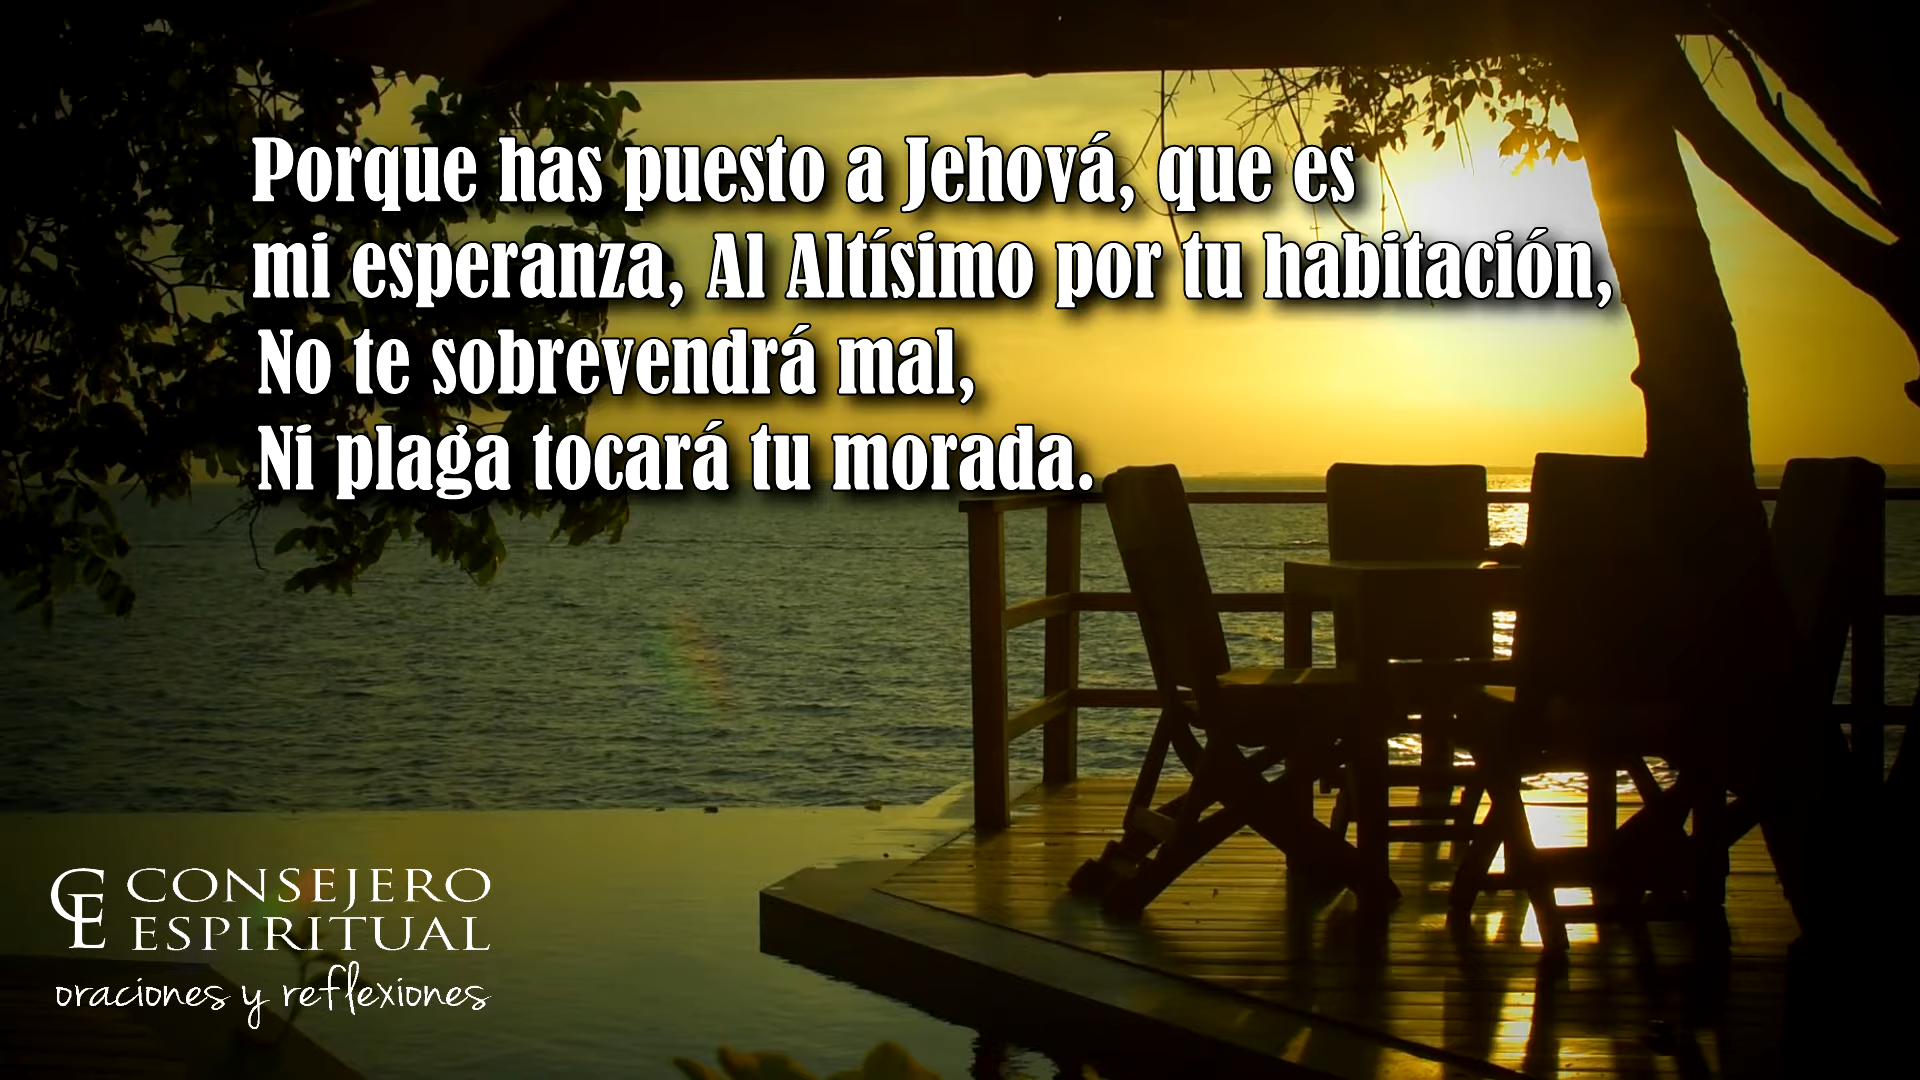 Porque has puesto a Jehová, que es
mi esperanza, Al Altísimo por tu habitación,
No te sobrevendrá mal,
Ni plaga tocará tu morada.
CE CONSEJERO
ESPIRITUAL
oraciones y reflexiones